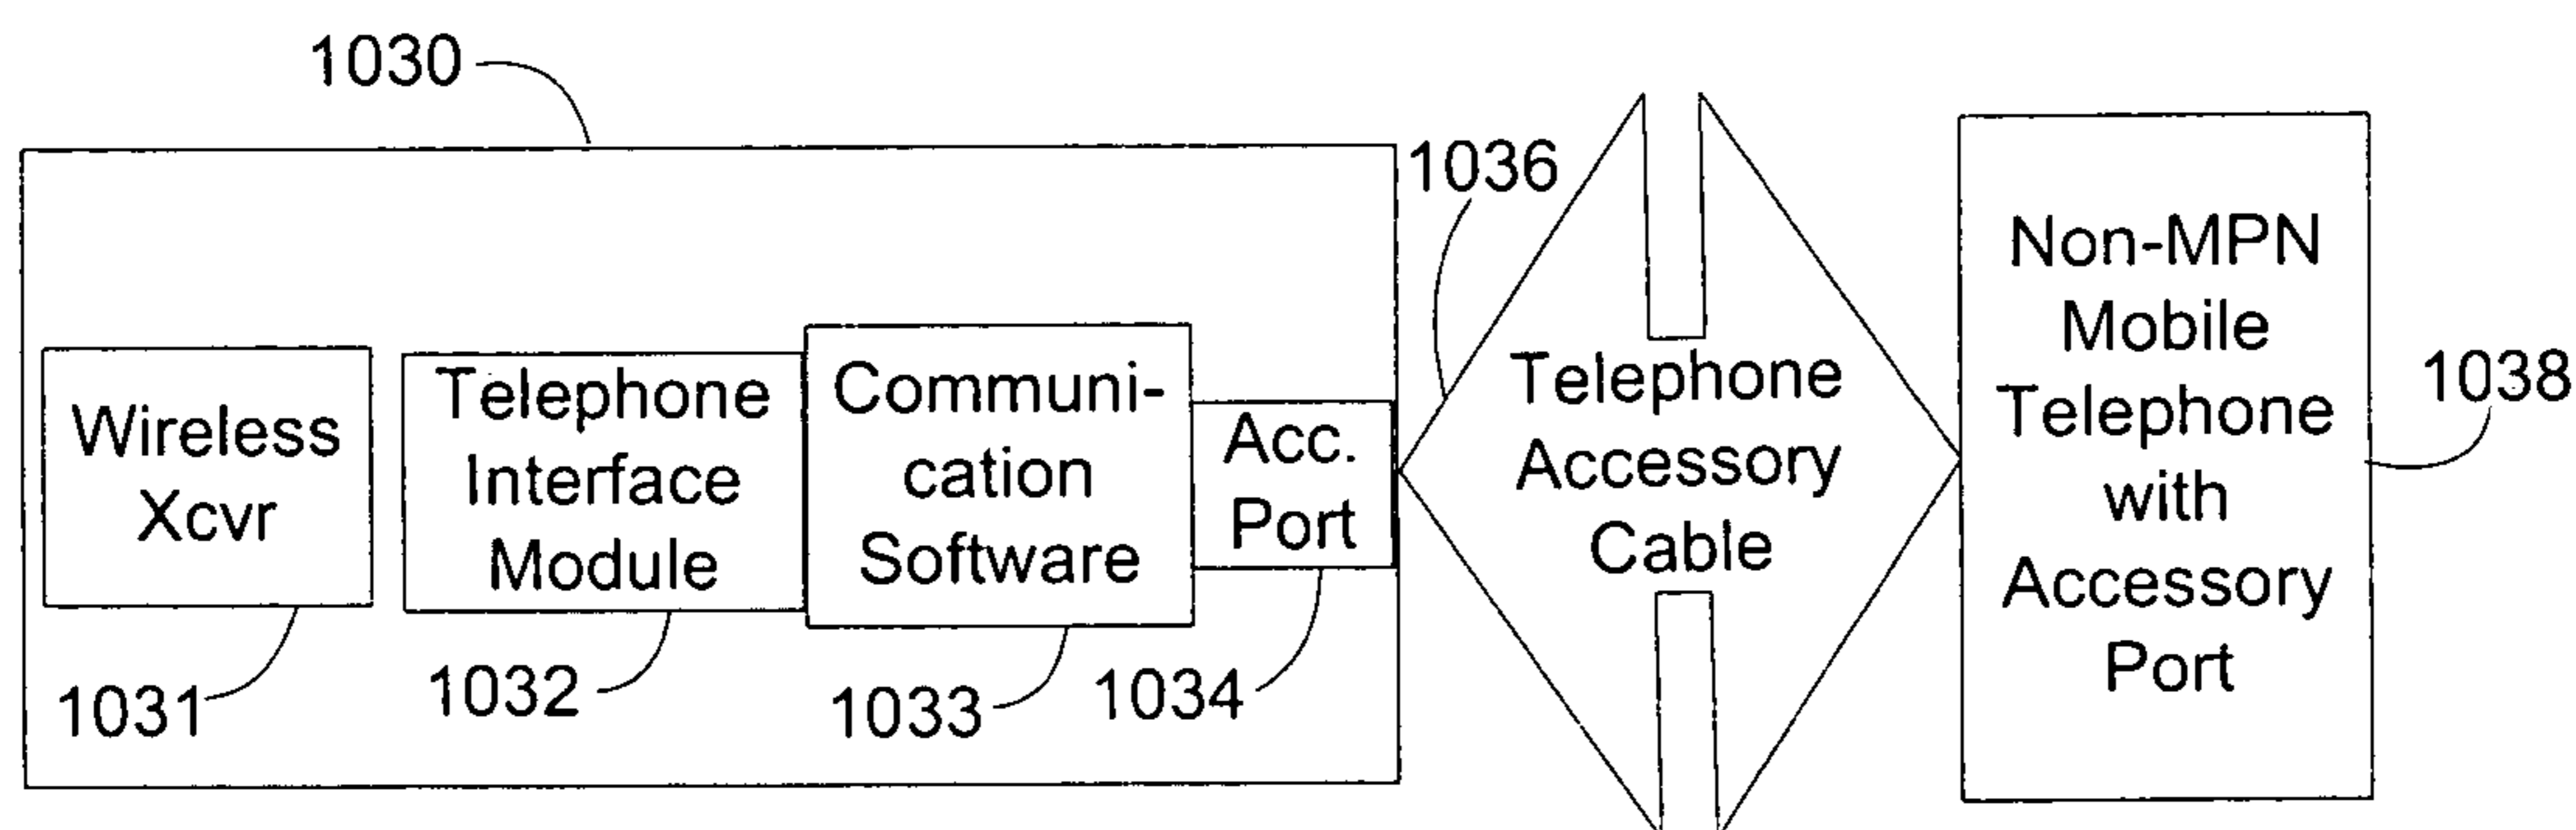 1030
1036
Wireless
Xcvr
Telephone
Interface
Module
Communi-
cation
Software
Acc.
Port
Telephone
Accessory
Cable
Non-MPN
Mobile
Telephone
with
Accessory
Port
1038
1031
1032
1033
1034